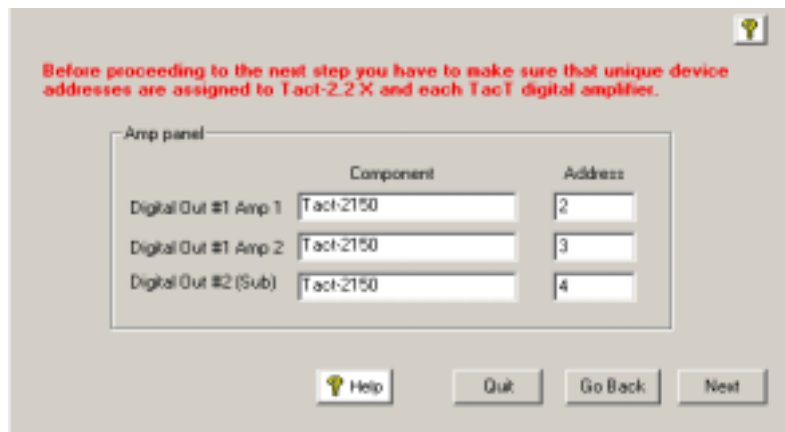 Before proceeding to the next step you have to make sure that unique device
addresses are assigned to Tact-2.2 X and each TacT digital amplifier.
Amp panel
Component Address
Digital Out #1 Amp 1 Tact-2150 2
Digital Out #1 Amp 2 Tact-2150 3
Digital Out #2 (Sub) Tact-2150 4
? Help Quit Go Back Next